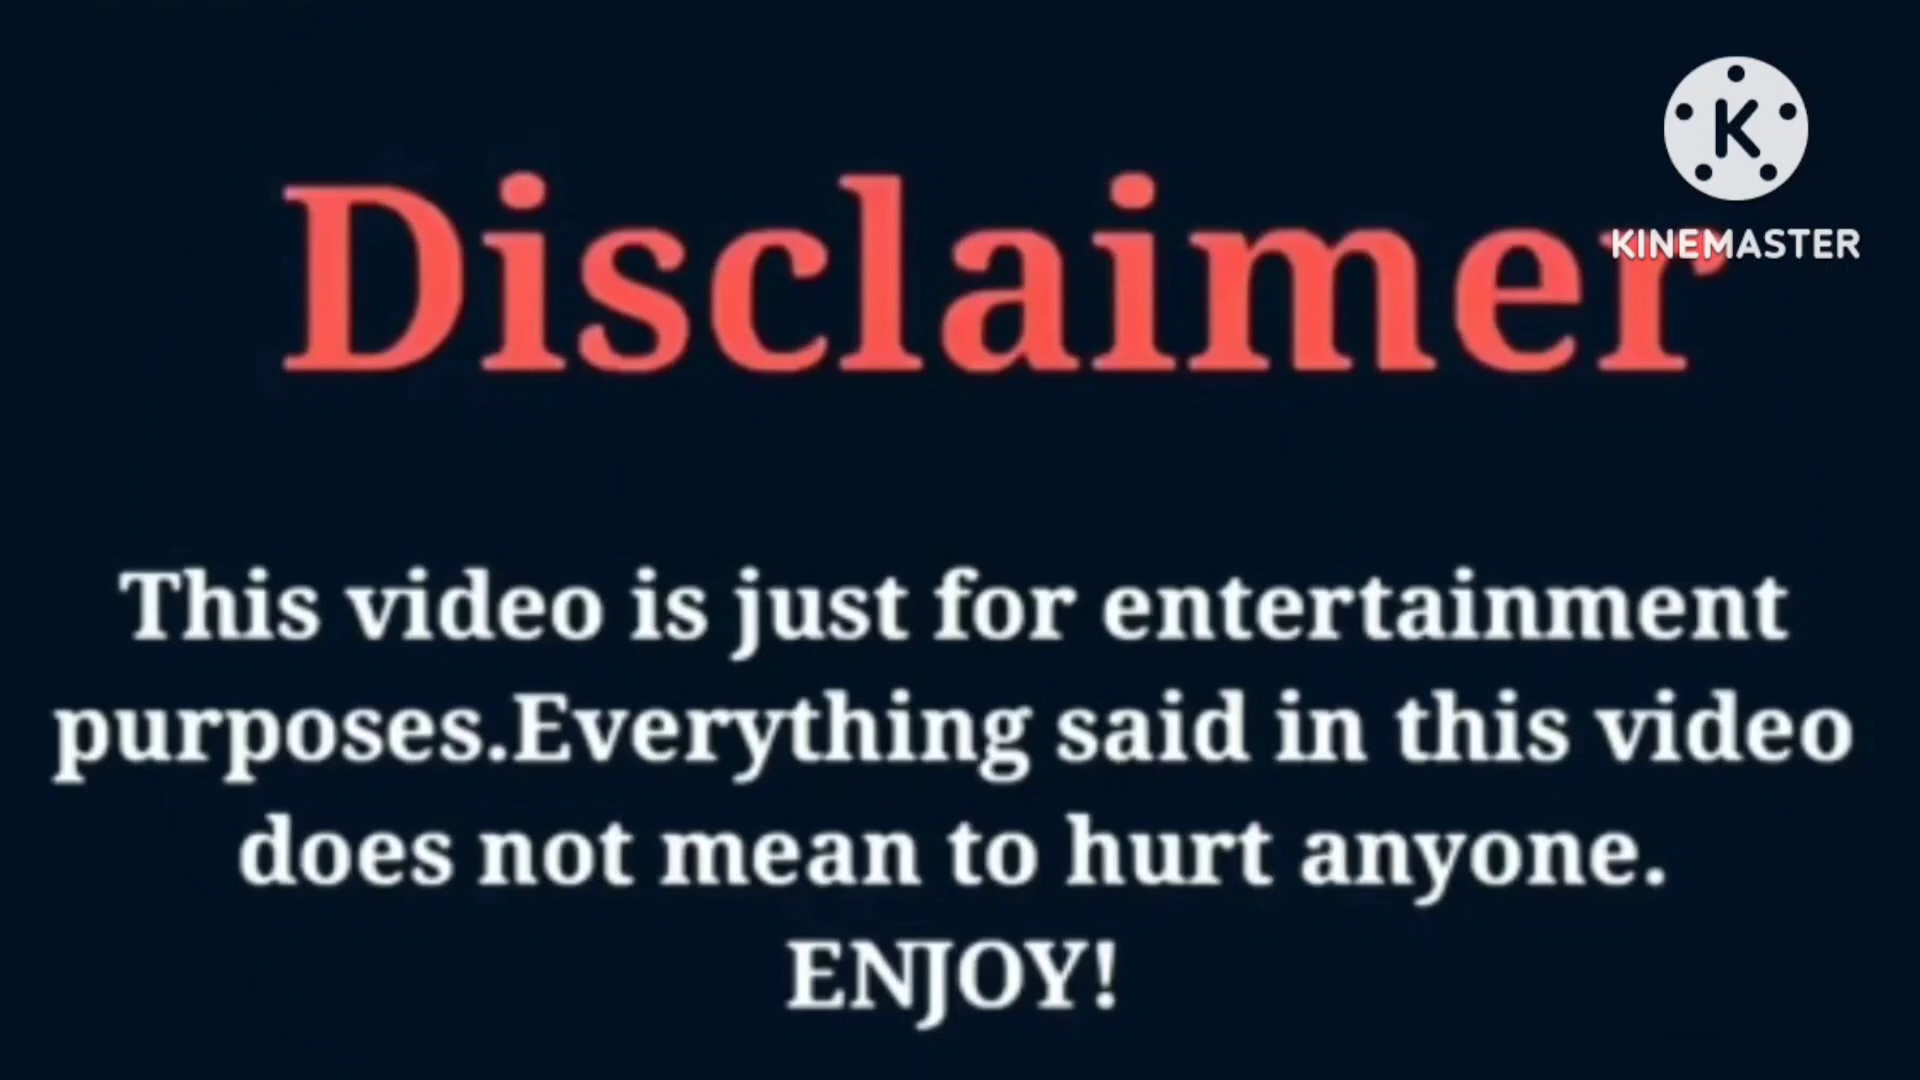 K
KINEMASTER
Disclaimer
This video is just for entertainment
purposes.Everything said in this video
does not mean to hurt anyone.
ENJOY!